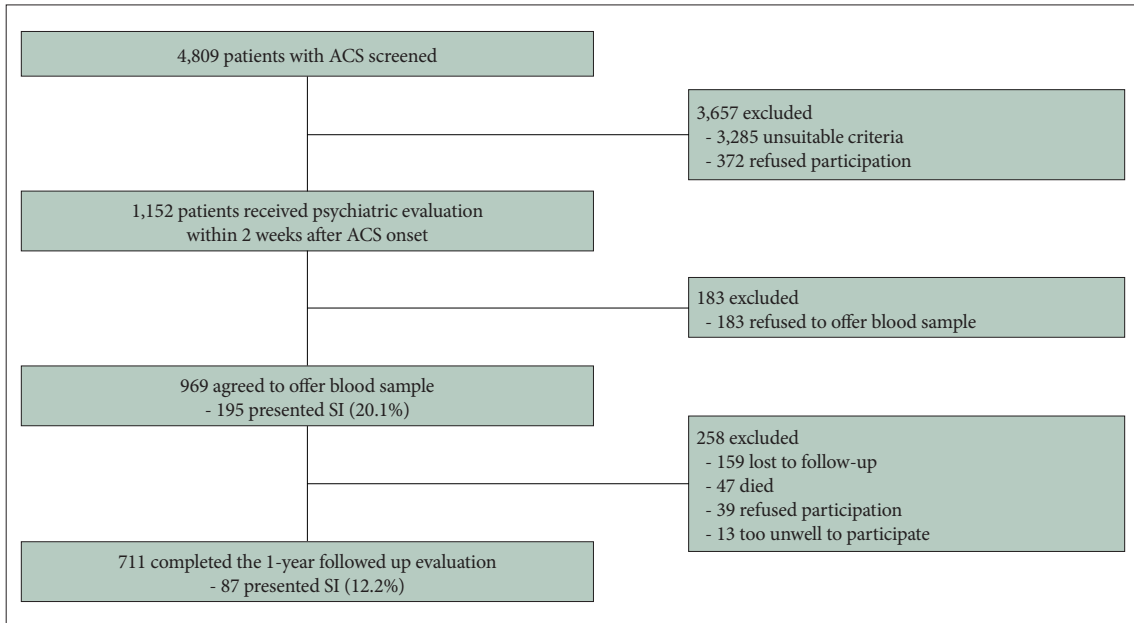 4,809 patients with ACS screened
3,657 excluded
- 3,285 unsuitable criteria
- 372 refused participation
1,152 patients received psychiatric evaluation
within 2 weeks after ACS onset
183 excluded
- 183 refused to offer blood sample
969 agreed to offer blood sample
- 195 presented SI (20.1%)
258 excluded
- 159 lost to follow-up
- 47 died
- 39 refused participation
- 13 too unwell to participate
711 completed the 1-year followed up evaluation
- 87 presented SI (12.2%)